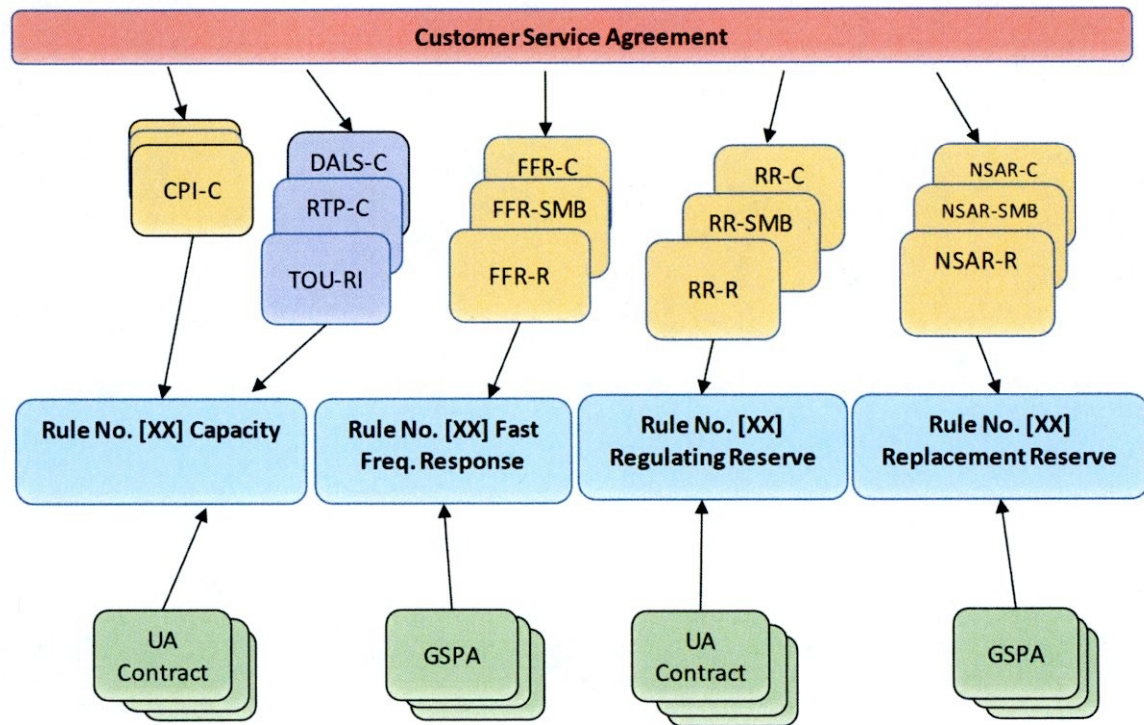 Customer Service Agreement
CPI-C
DALS-C
RTP-C
TOU-RI
FFR-C
FFR-SMB
FFR-R
RR-C
RR-SMB
RR-R
NSAR-C
NSAR-SMB
NSAR-R
Rule No. [XX] Capacity
Rule No. [XX] Fast
Freq. Response
Rule No. [XX]
Regulating Reserve
Rule No. [XX]
Replacement Reserve
UA
Contract
GSPA
UA
Contract
GSPA